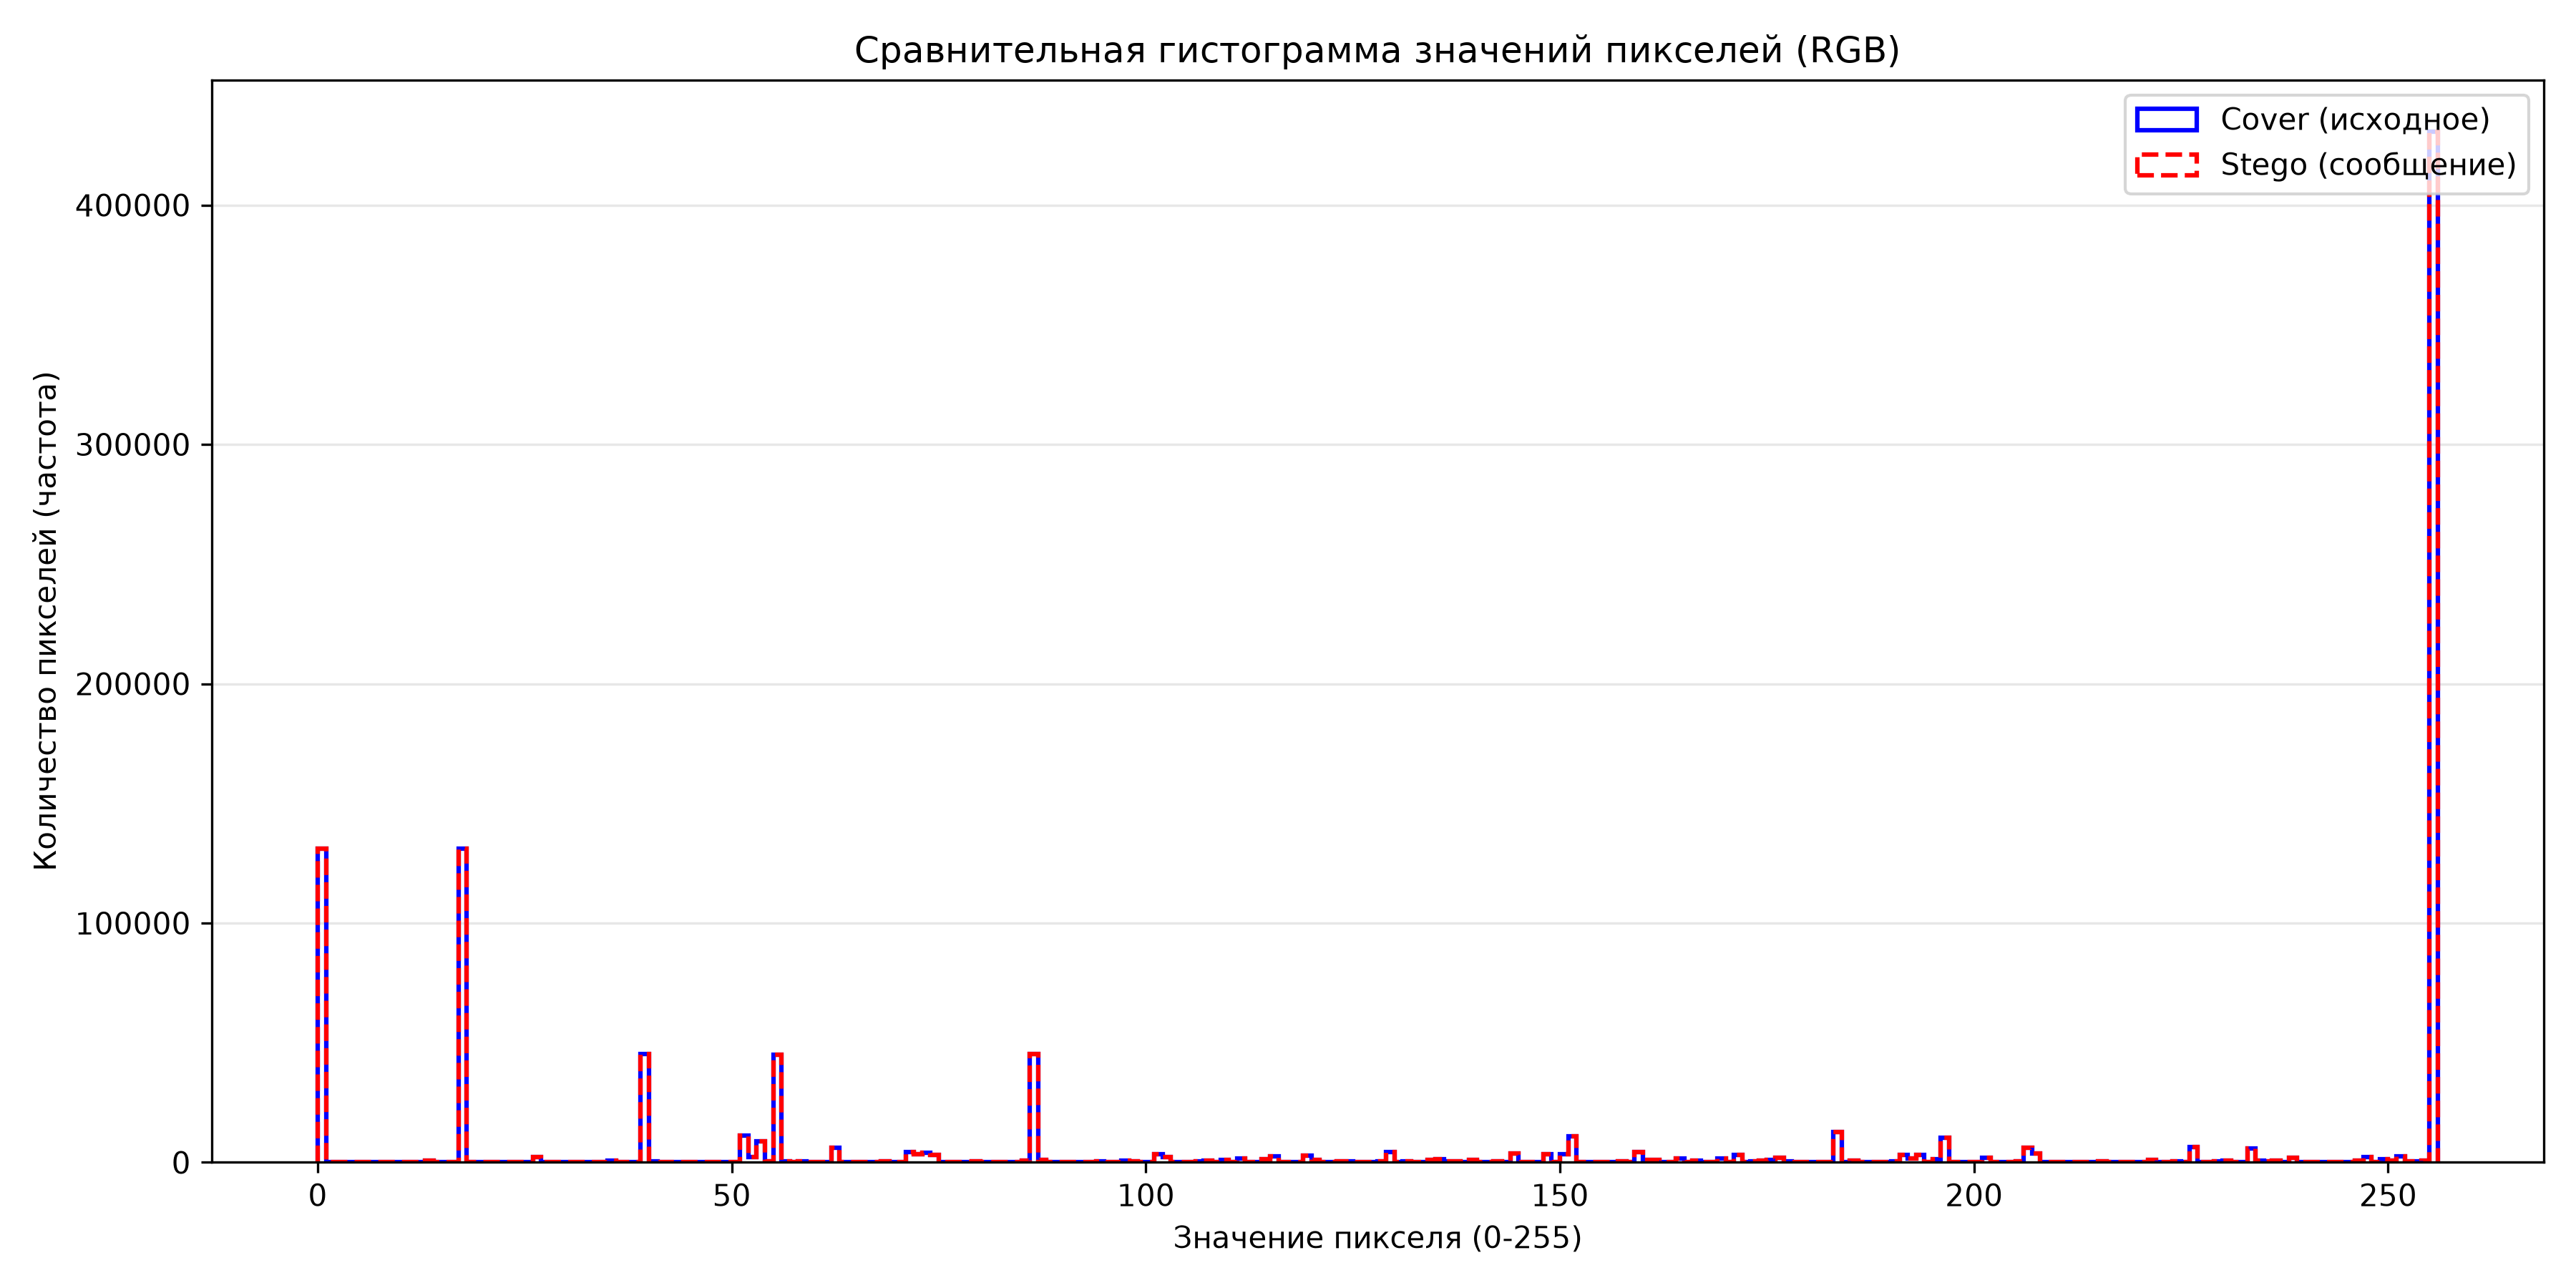 Сравнительная гистограмма значений пикселей (RGB)
Cover (исходное)
Stego (сообщение)
Количество пикселей (частота)
400000
300000
200000
100000
0
0 50 100 150 200 250
Значение пикселя (0-255)